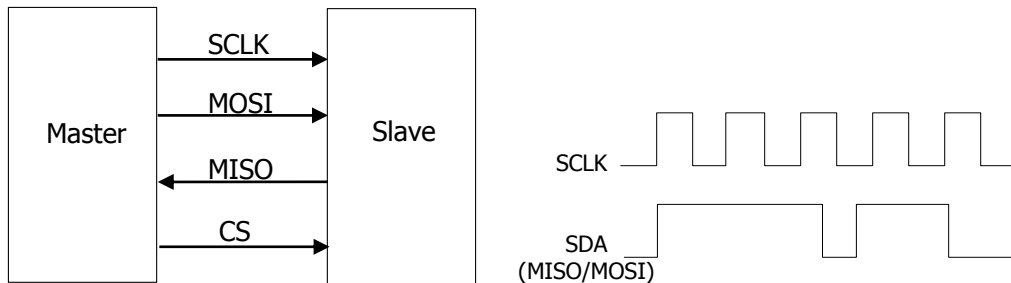 SCLK
MOSI
Master
Slave
MISO
CS
SCLK
SDA
(MISO/MOSI)